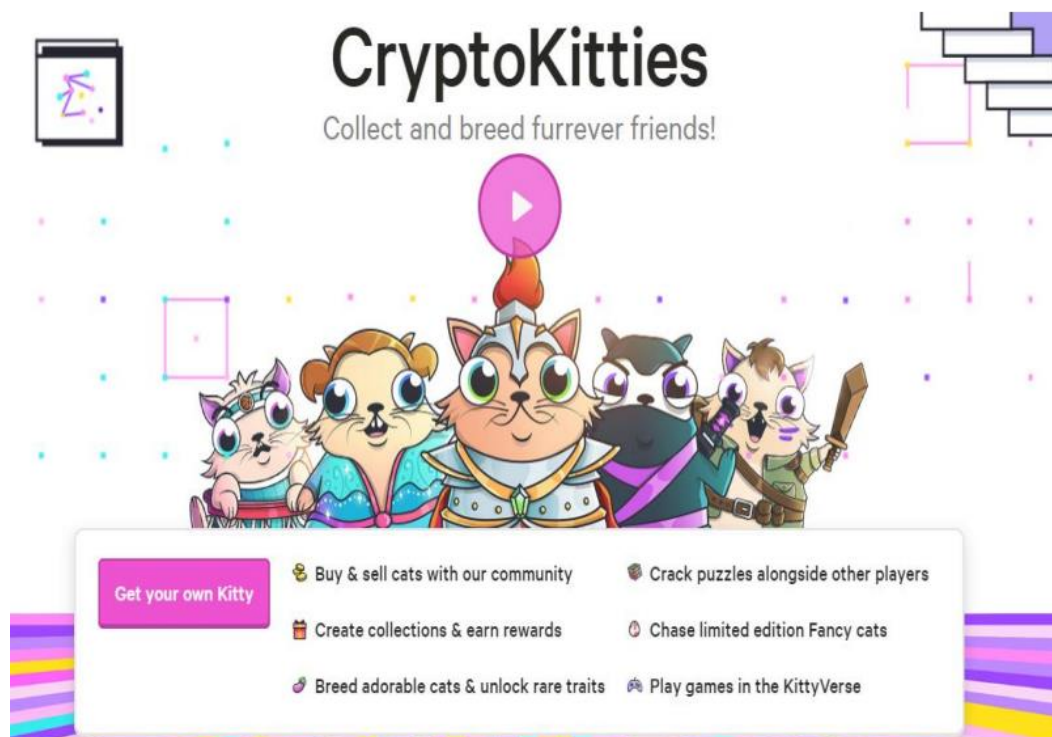 CryptoKitties
Collect and breed furrever friends!
Get your own Kitty
Buy & sell cats with our community
Create collections & earn rewards
Breed adorable cats & unlock rare traits
Crack puzzles alongside other players
Chase limited edition Fancy cats
Play games in the KittyVerse